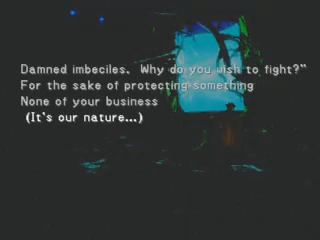 Damned imbeciles.  Why do you wish to fight?"
For the sake of protecting something
None of your business
(It's our nature...)